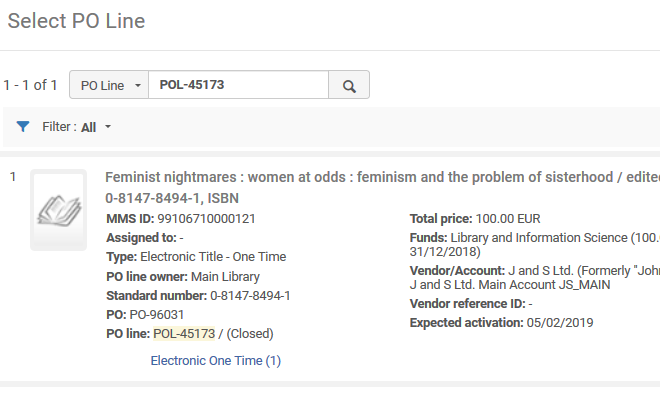 Select PO Line
1 - 1 of 1 PO Line POL-45173
Filter : All
1 Feminist nightmares : women at odds : feminism and the problem of sisterhood / edite
0-8147-8494-1, ISBN
MMS ID: 99106710000121
Assigned to: -
Type: Electronic Title - One Time
PO line owner: Main Library
Standard number: 0-8147-8494-1
PO: PO-96031
PO line: POL-45173 / (Closed)
Electronic One Time (1)
Total price: 100.00 EUR
Funds: Library and Information Science (100.
31/12/2018)
Vendor/Account: J and S Ltd. (Formerly "Joh
J and S Ltd. Main Account JS_MAIN
Vendor reference ID: -
Expected activation: 05/02/2019